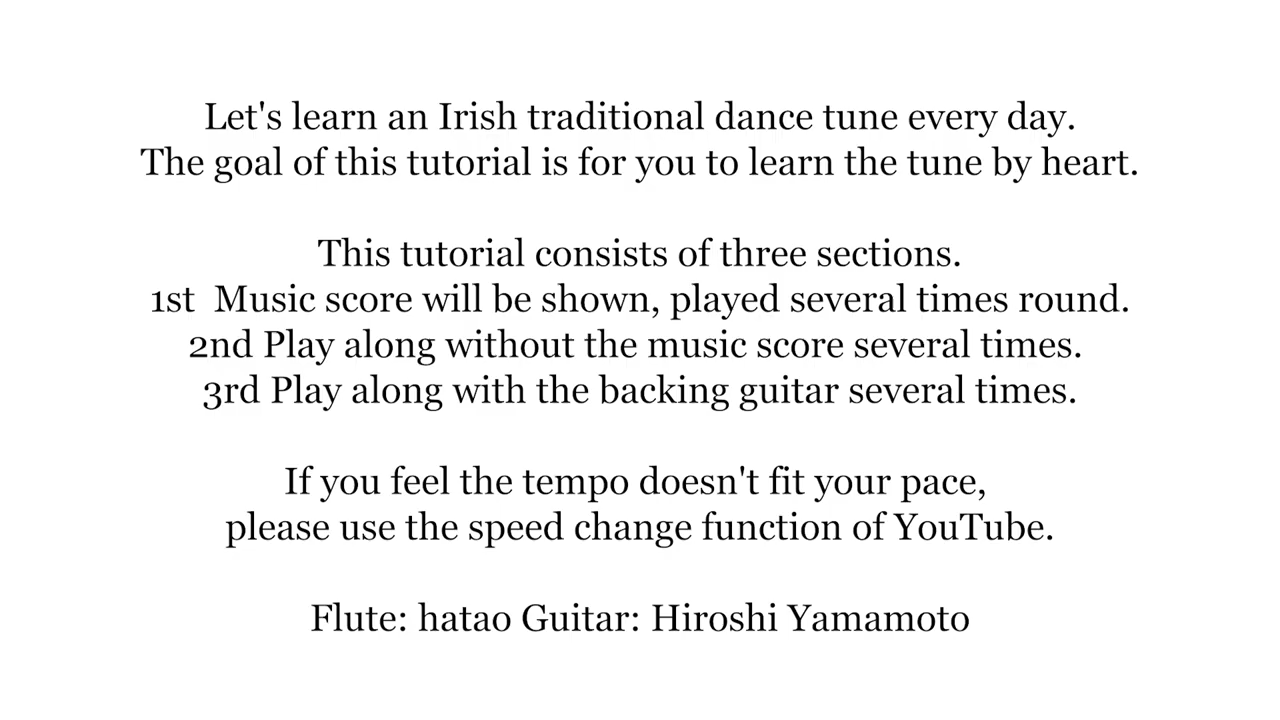 Let's learn an Irish traditional dance tune every day.
The goal of this tutorial is for you to learn the tune by heart.
This tutorial consists of three sections.
1st  Music score will be shown, played several times round.
2nd Play along without the music score several times.
3rd Play along with the backing guitar several times.
If you feel the tempo doesn't fit your pace,
please use the speed change function of YouTube.
Flute: hatao Guitar: Hiroshi Yamamoto